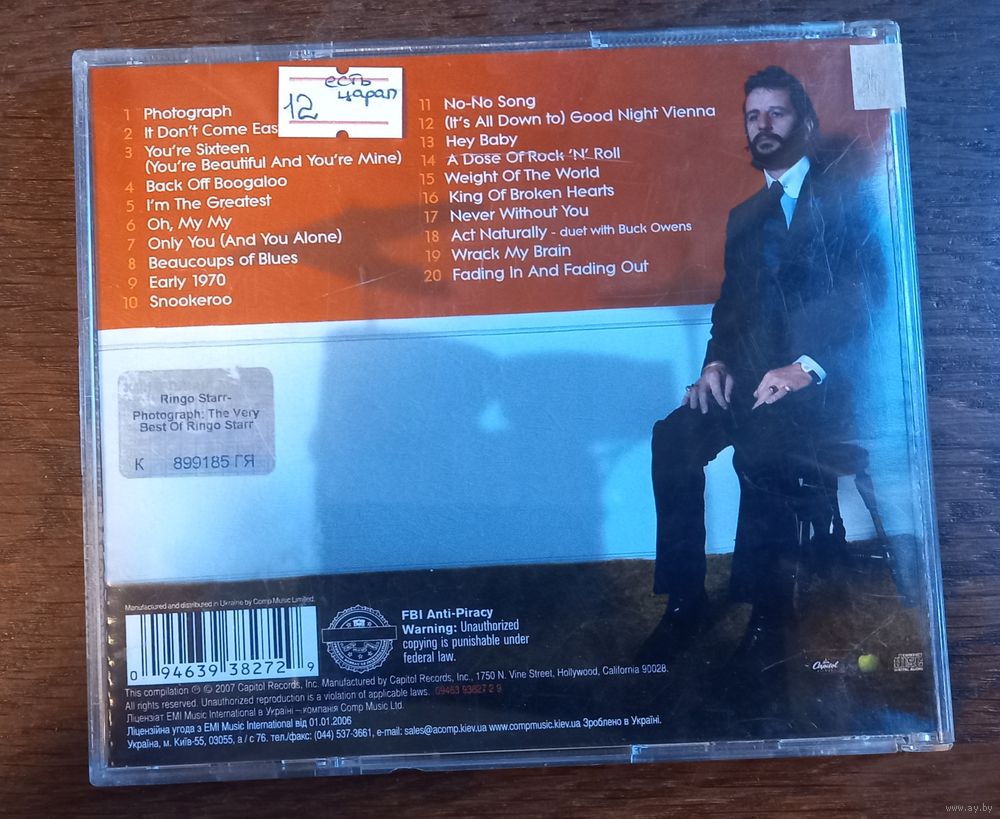 есть
царап
12
1 Photograph
2 It Don't Come Eas
3 You're Sixteen
(You're Beautiful And You're Mine)
4 Back Off Boogaloo
5 I'm The Greatest
6 Oh, My My
7 Only You (And You Alone)
8 Beaucoups of Blues
9 Early 1970
10 Snookeroo
11 No-No Song
12 (It's All Down to) Good Night Vienna
13 Hey Baby
14 A Dose Of Rock 'N' Roll
15 Weight Of The World
16 King Of Broken Hearts
17 Never Without You
18 Act Naturally - duet with Buck Owens
19 Wrack My Brain
20 Fading In And Fading Out
Ringo Starr-
Photograph: The Very
Best Of Ringo Starr
К 899185 ГЯ
Manufactured and distributed in Ukraine by Comp Music Limited.
0 94639 38272 9
FBI Anti-Piracy
Warning: Unauthorized
copying is punishable under
federal law.
This compilation ℗ © 2007 Capitol Records, Inc. Manufactured by Capitol Records, Inc., 1750 N. Vine Street, Hollywood, California 90028.
All rights reserved. Unauthorized reproduction is a violation of applicable laws. 09463 93827 2 9
Ліцензіат EMI Music International в Україні – компанія Comp Music Ltd.
Ліцензійна угода з EMI Music International від 01.01.2006
Україна, м. Київ-55, 03055, а / с 76. тел./факс: (044) 537-3661, e-mail: sales@acomp.kiev.ua www.compmusic.kiev.ua Зроблено в Україні.
Capitol
www.ay.by